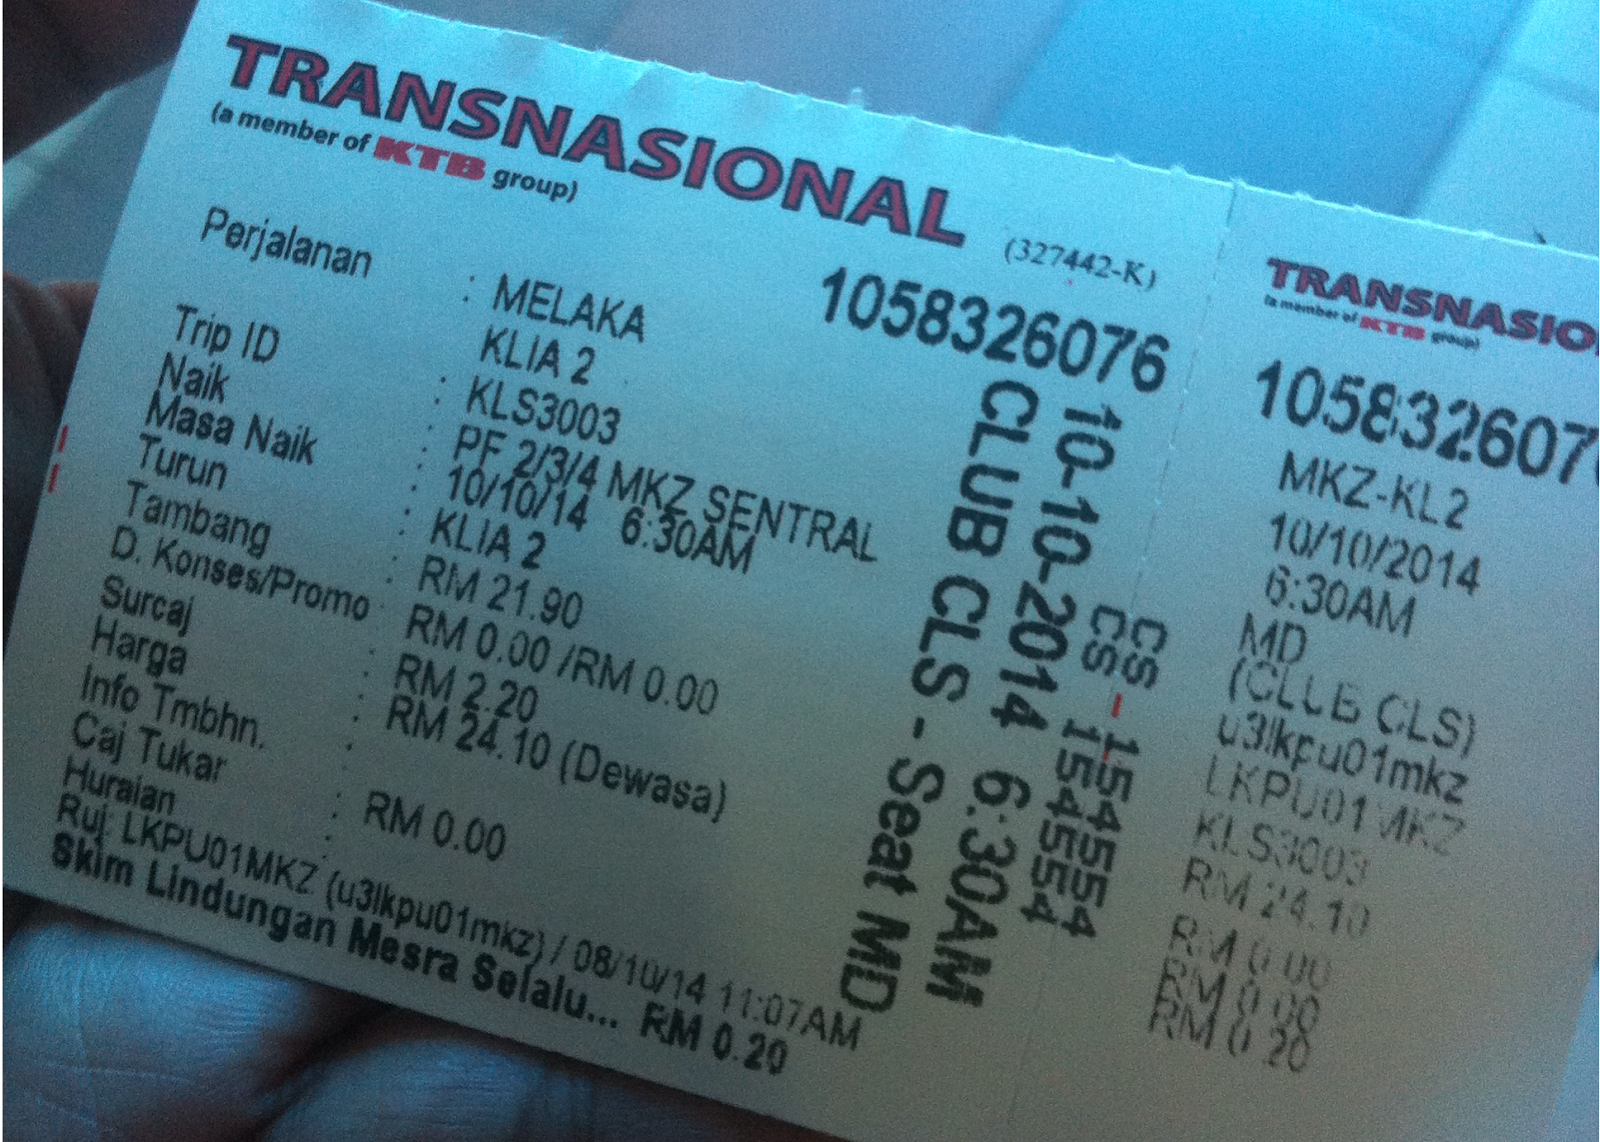 TRANSNASIONAL
(a member of KTB group)
(327442-K)
1058326076
Perjalanan : MELAKA
KLIA 2
Trip ID : KLS3003
Naik : PF 2/3/4 MKZ SENTRAL
Masa Naik : 10/10/14 6:30AM
Turun : KLIA 2
Tambang : RM 21.90
D. Konses/Promo : RM 0.00 /RM 0.00
Surcaj : RM 2.20
Harga : RM 24.10 (Dewasa)
Info Tmbhn. :
Caj Tukar : RM 0.00
Huraian :
Ruj: LKPU01MKZ (u3lkpu01mkz) / 08/10/14 11:07AM
Skim Lindungan Mesra Selalu... RM 0.20
CS - 154554
CS 154554
10-10-2014 6:30AM
CLUB CLS - Seat MD
TRANSNASIO
(a member of KTB group)
105832607
MKZ-KL2
10/10/2014
6:30AM
MD
(CLUB CLS)
u3lkpu01mkz
LKPU01MKZ
KLS3003
RM 24.10
RM 0.00
RM 0.00
RM 0.20